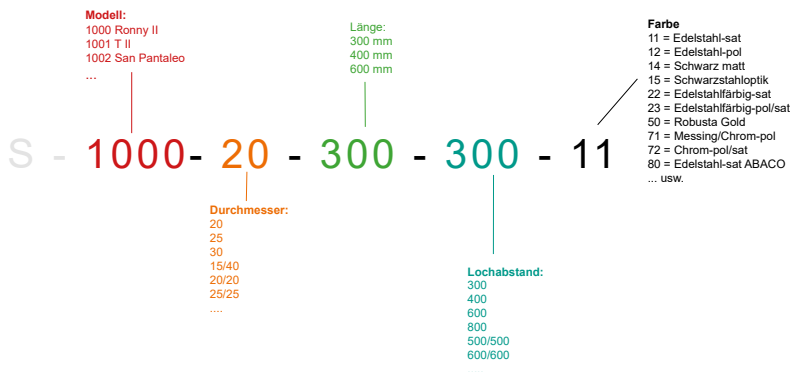 Modell:
1000 Ronny II
1001 T II
1002 San Pantaleo
...
Länge:
300 mm
400 mm
600 mm
Farbe
11 = Edelstahl-sat
12 = Edelstahl-pol
14 = Schwarz matt
15 = Schwarzstahloptik
22 = Edelstahlfärbig-sat
23 = Edelstahlfärbig-pol/sat
50 = Robusta Gold
71 = Messing/Chrom-pol
72 = Chrom-pol/sat
80 = Edelstahl-sat ABACO
... usw.
S - 1000- 20 - 300 - 300 - 11
Durchmesser:
20
25
30
15/40
20/20
25/25
....
Lochabstand:
300
400
600
800
500/500
600/600